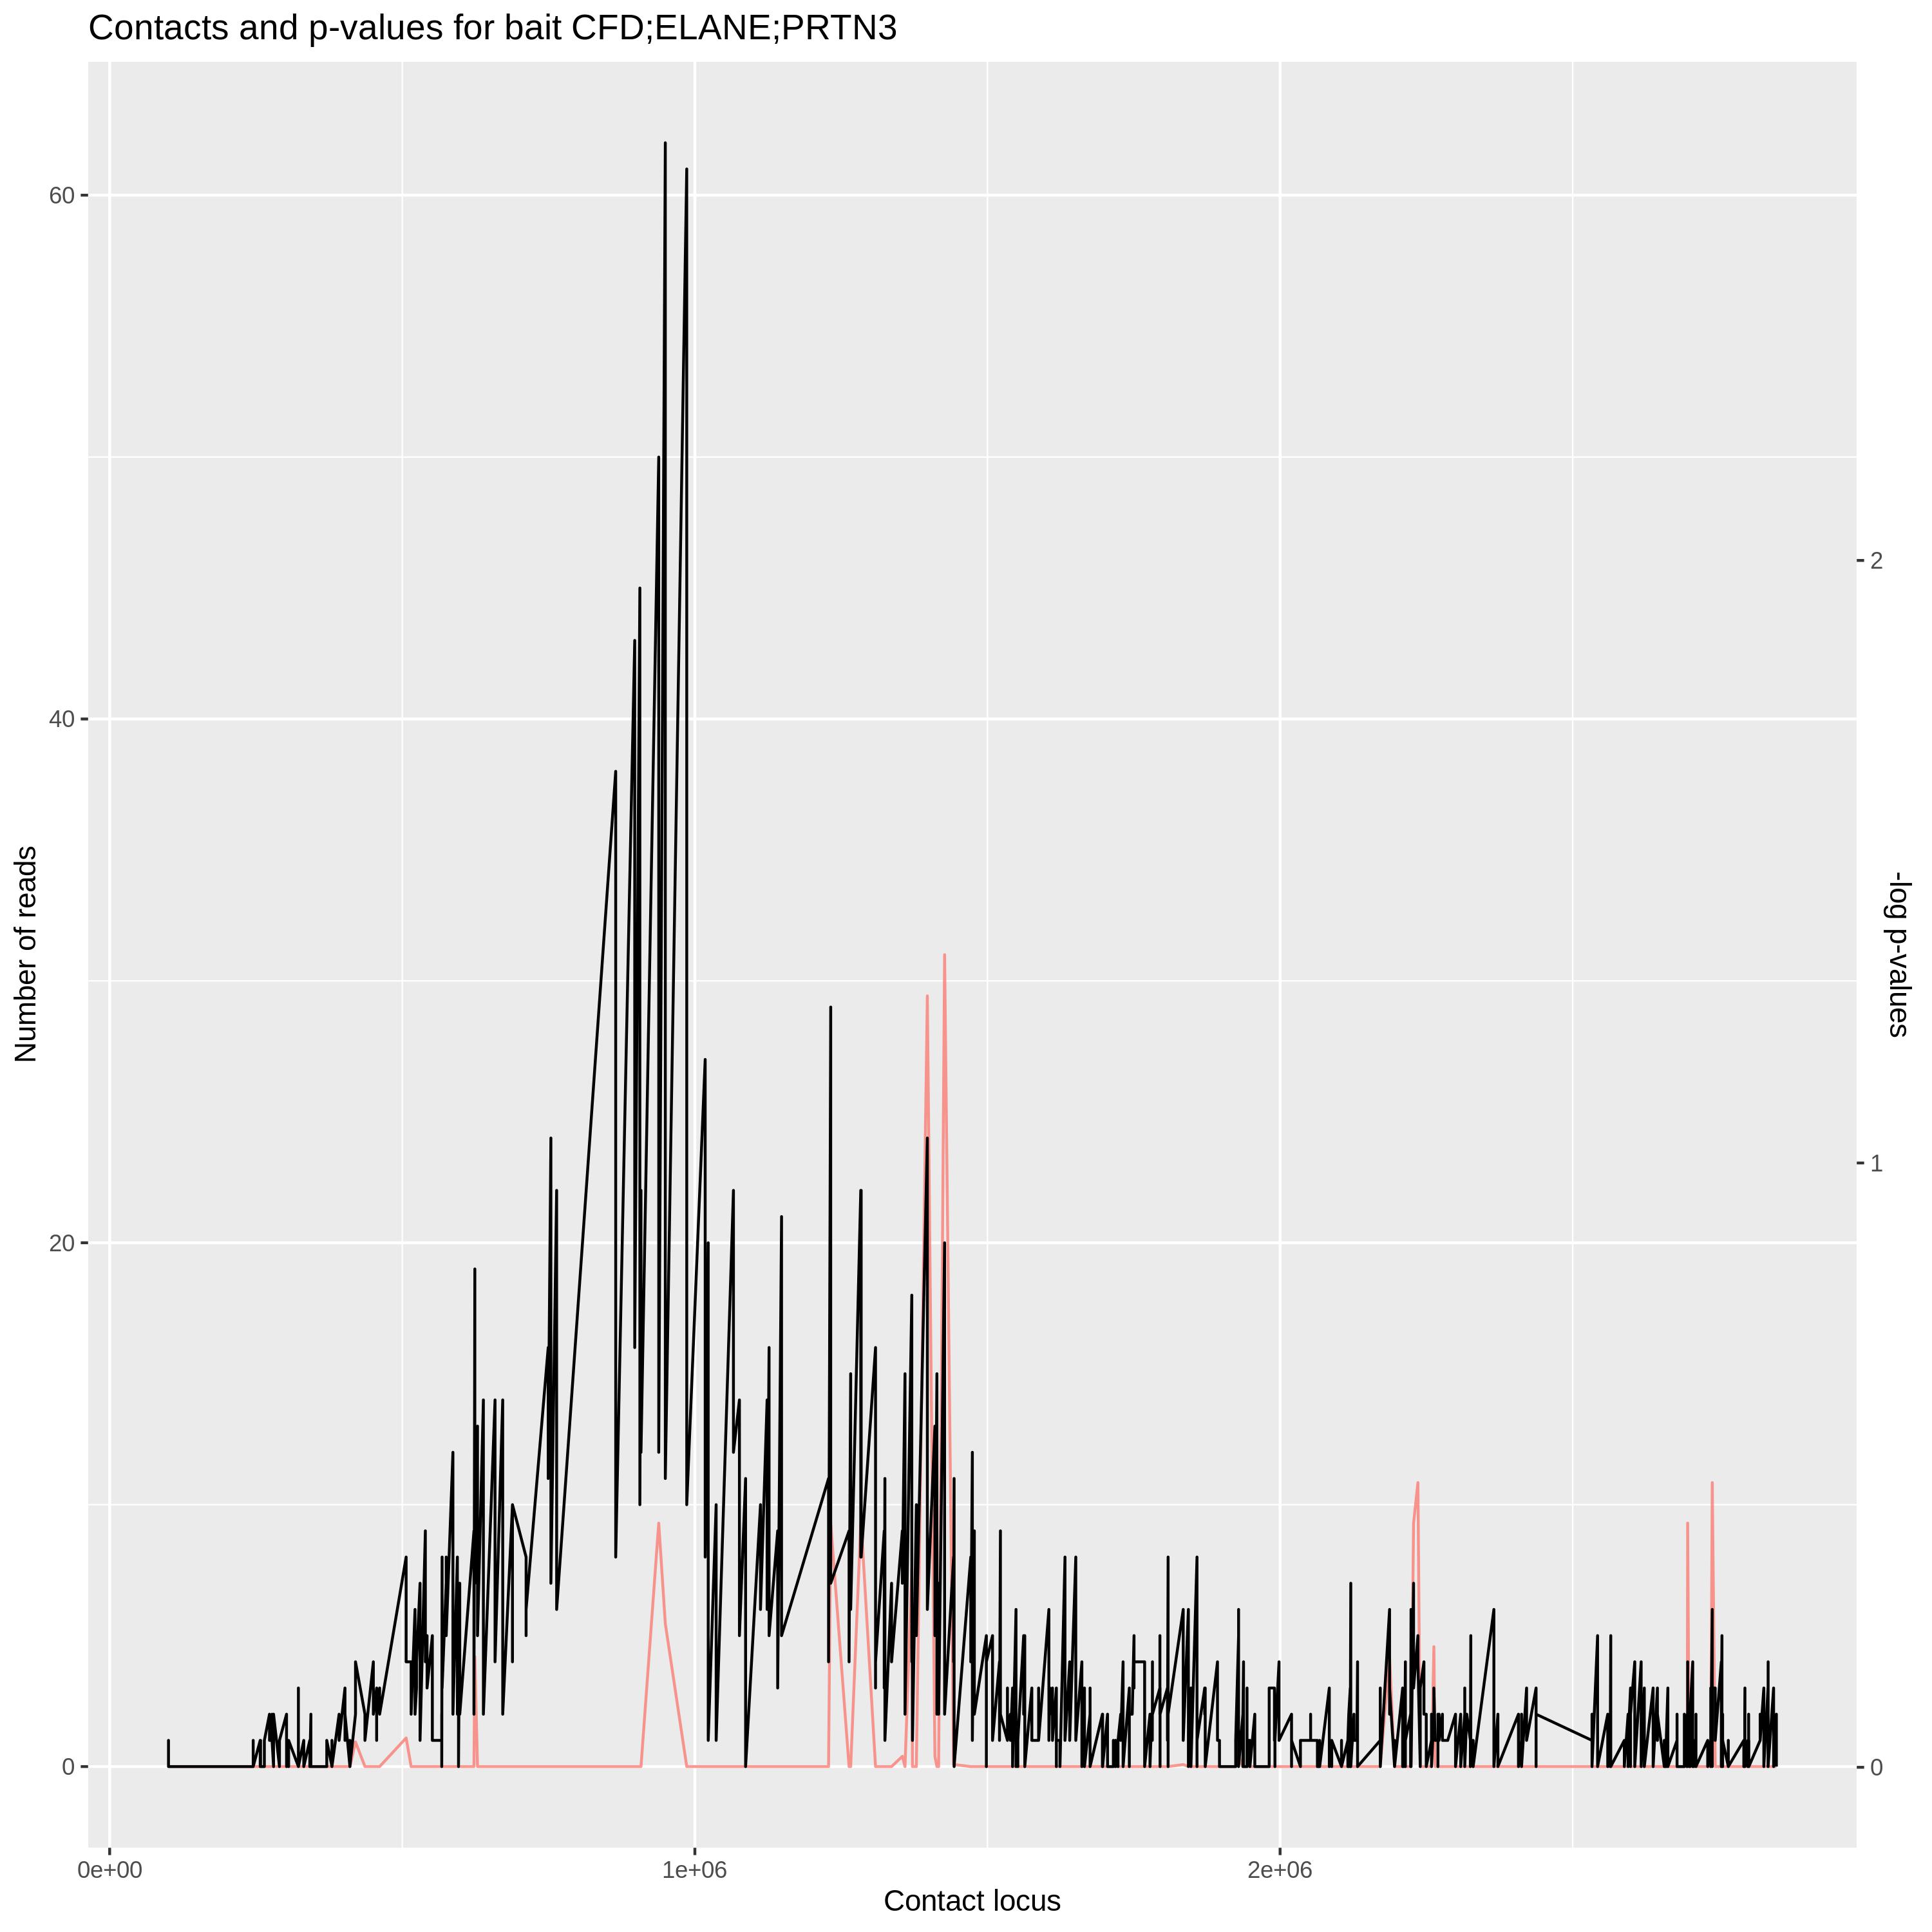 Contacts and p-values for bait CFD;ELANE;PRTN3
Number of reads
60
40
20
0
2
1
0
-log p-values
0e+00 1e+06 2e+06
Contact locus